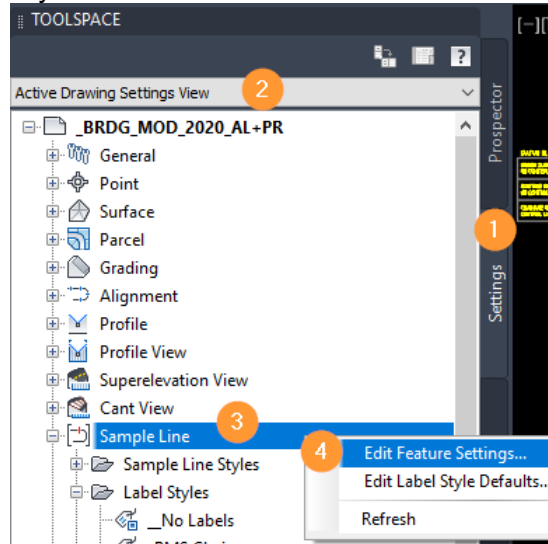 TOOLSPACE
[-][
?
Active Drawing Settings View
2
_BRDG_MOD_2020_AL+PR
General
Point
Surface
Parcel
Grading
Alignment
Profile
Profile View
Superelevation View
Cant View
3
Sample Line
Sample Line Styles
Label Styles
__No Labels
Prospector
1
Settings
4
Edit Feature Settings...
Edit Label Style Defaults...
Refresh